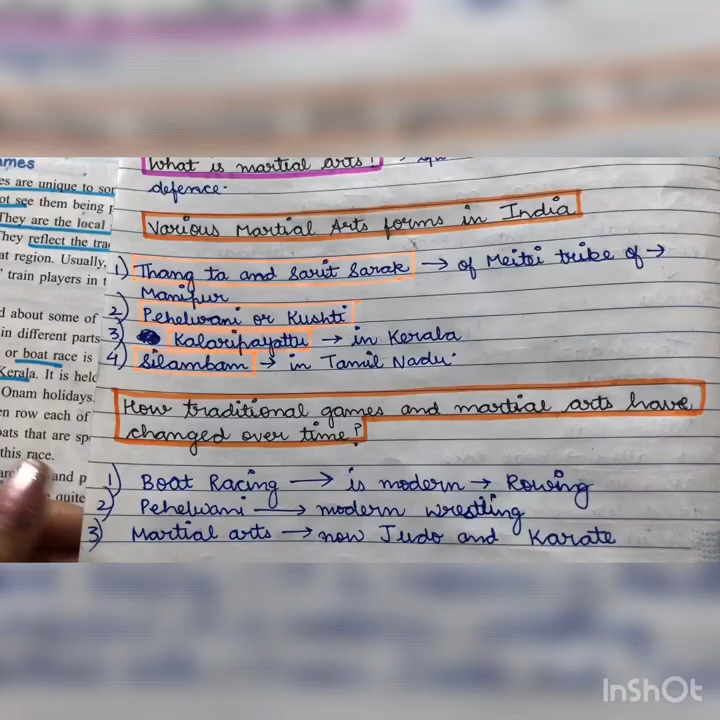 ames
es are unique to so
ot see them being p
They are the local
They reflect the tra
at region. Usually,
train players in t
d about some of
in different parts
or boat race is
Kerala. It is held
Onam holidays.
en row each of
oats that are sp
this race.
and p
quite
What is martial arts?
defence.
Various Martial Arts forms in India
1) Thang ta and Sarit Sarak → of Meitei tribe of →
Manipur
2) Pehelwani or Kushti
3) Kalaripayattu → in Kerala
4) Silambam → in Tamil Nadu
How traditional games and martial arts have
changed over time?
1) Boat Racing → is modern → Rowing
2) Pehelwani → modern wrestling
3) Martial arts → now Judo and Karate
InShOt